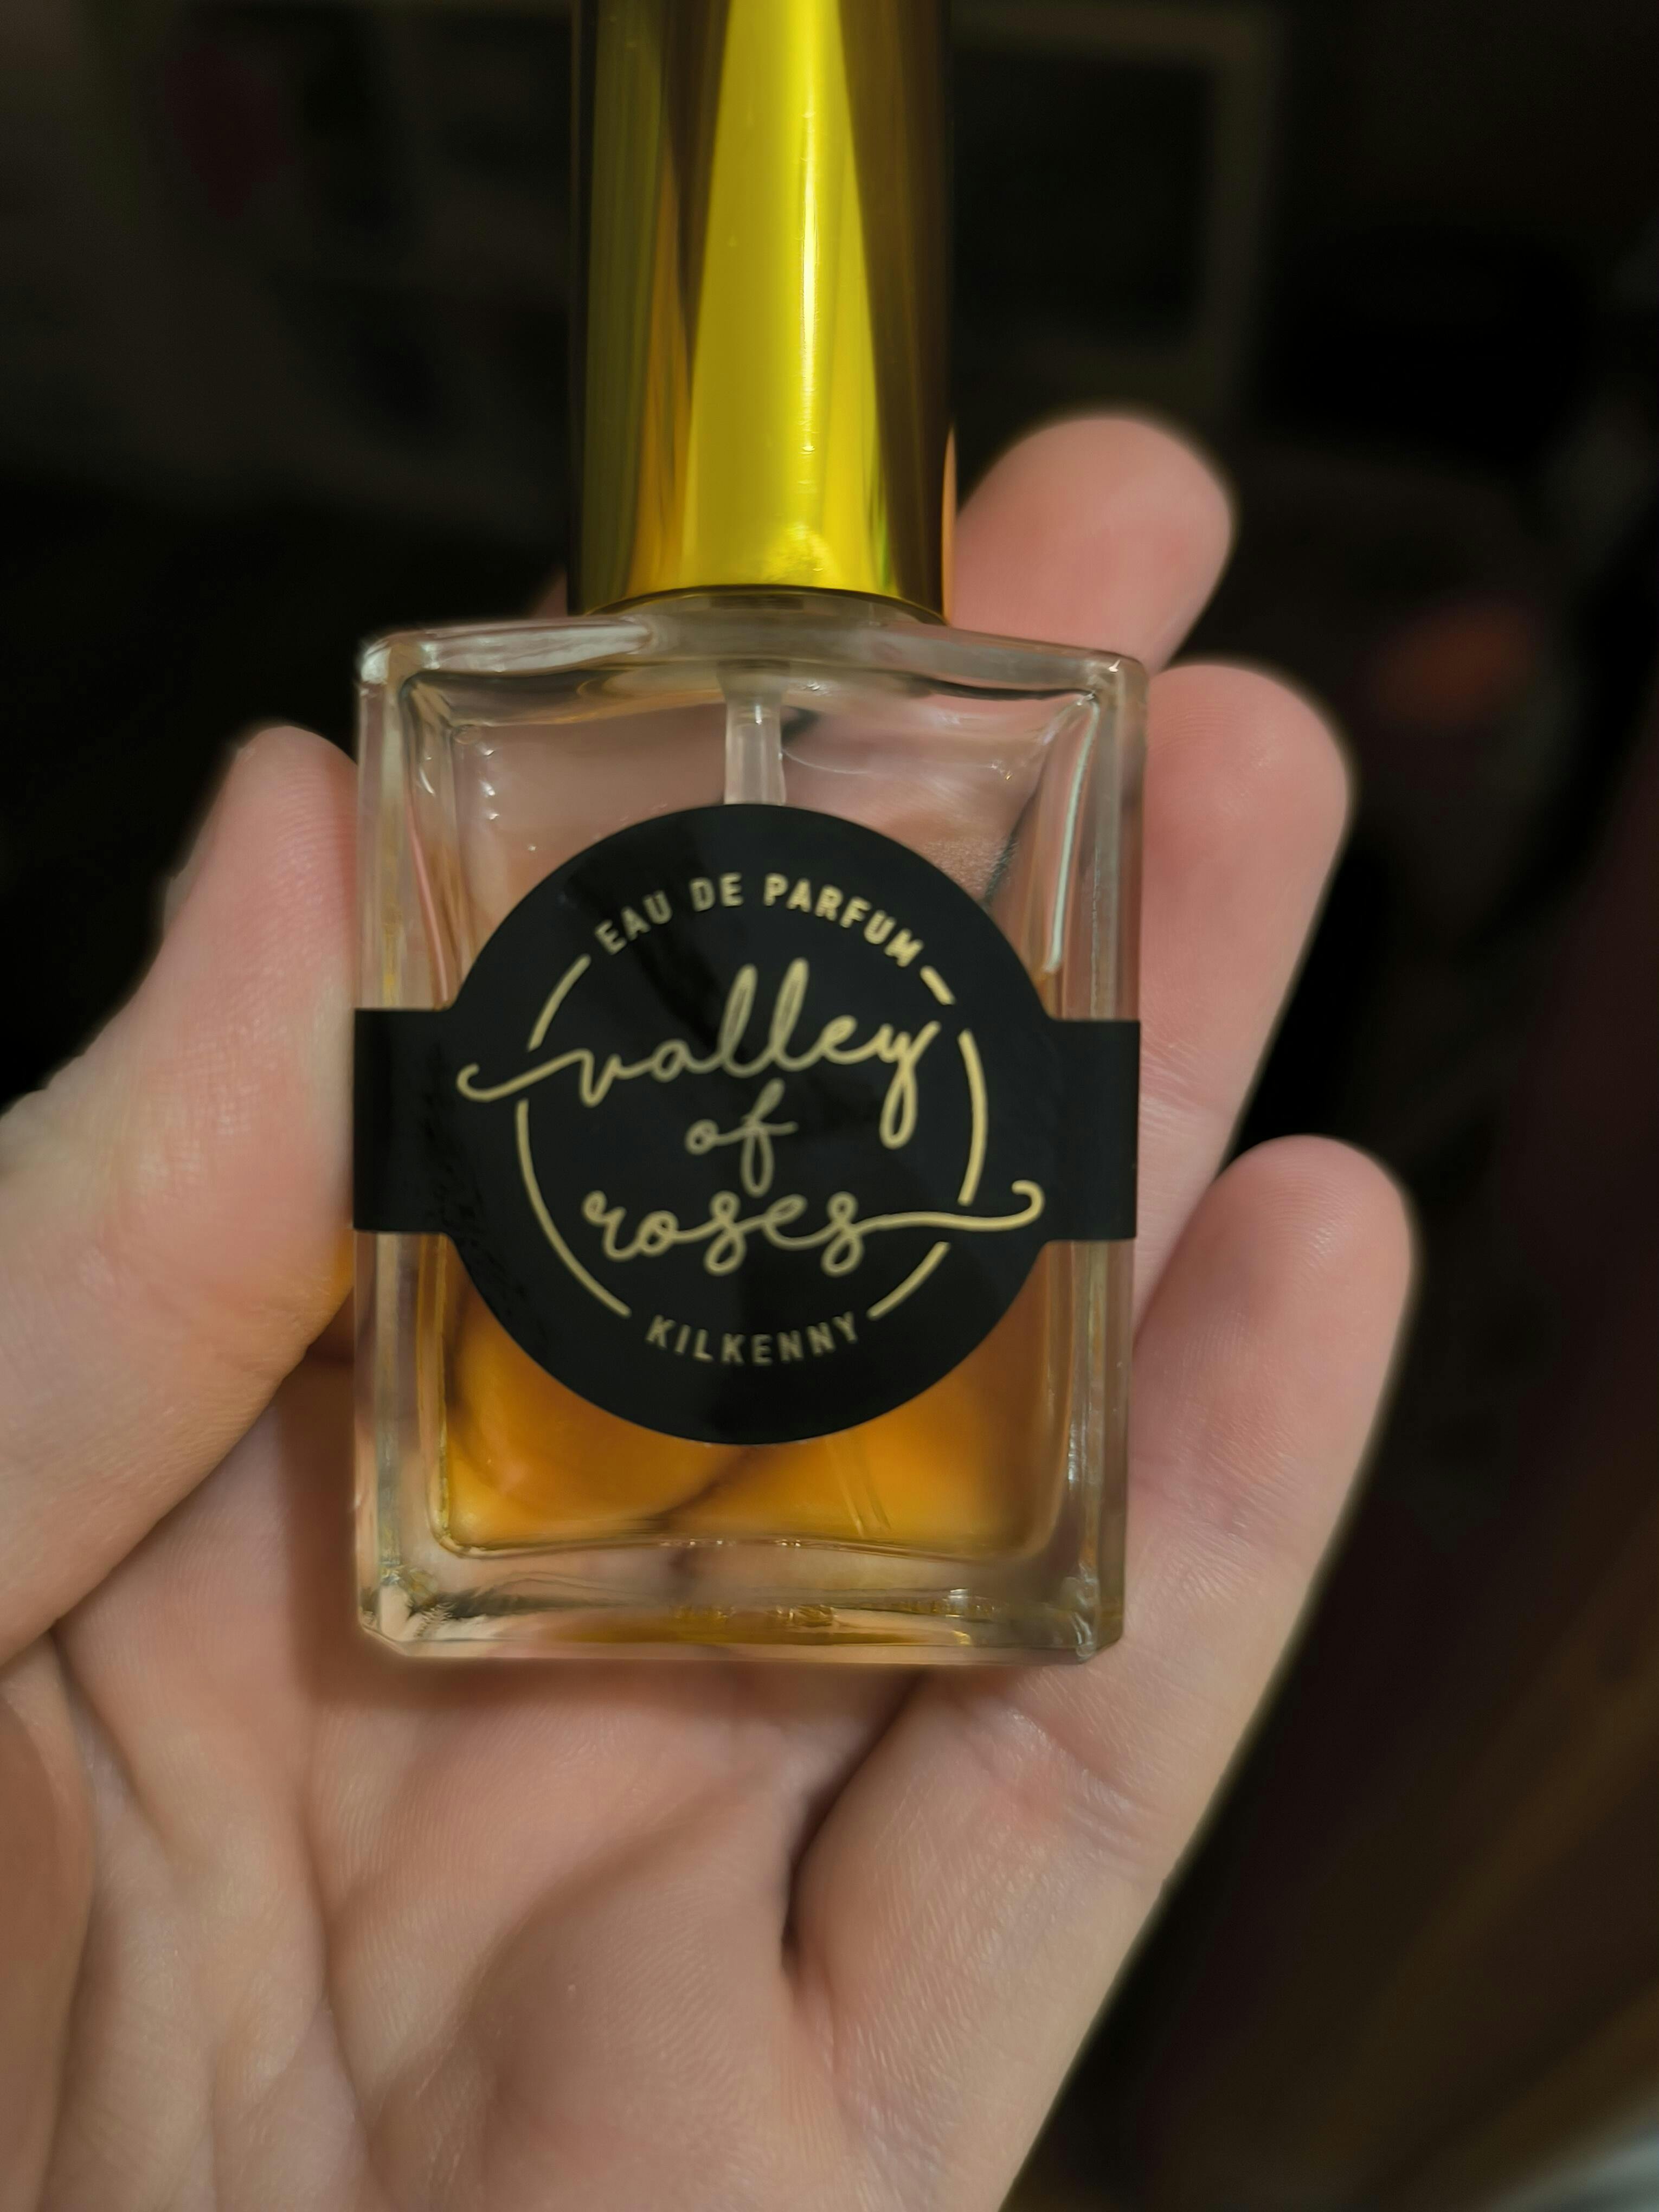 EAU DE PARFUM
valley
of
roses
KILKENNY